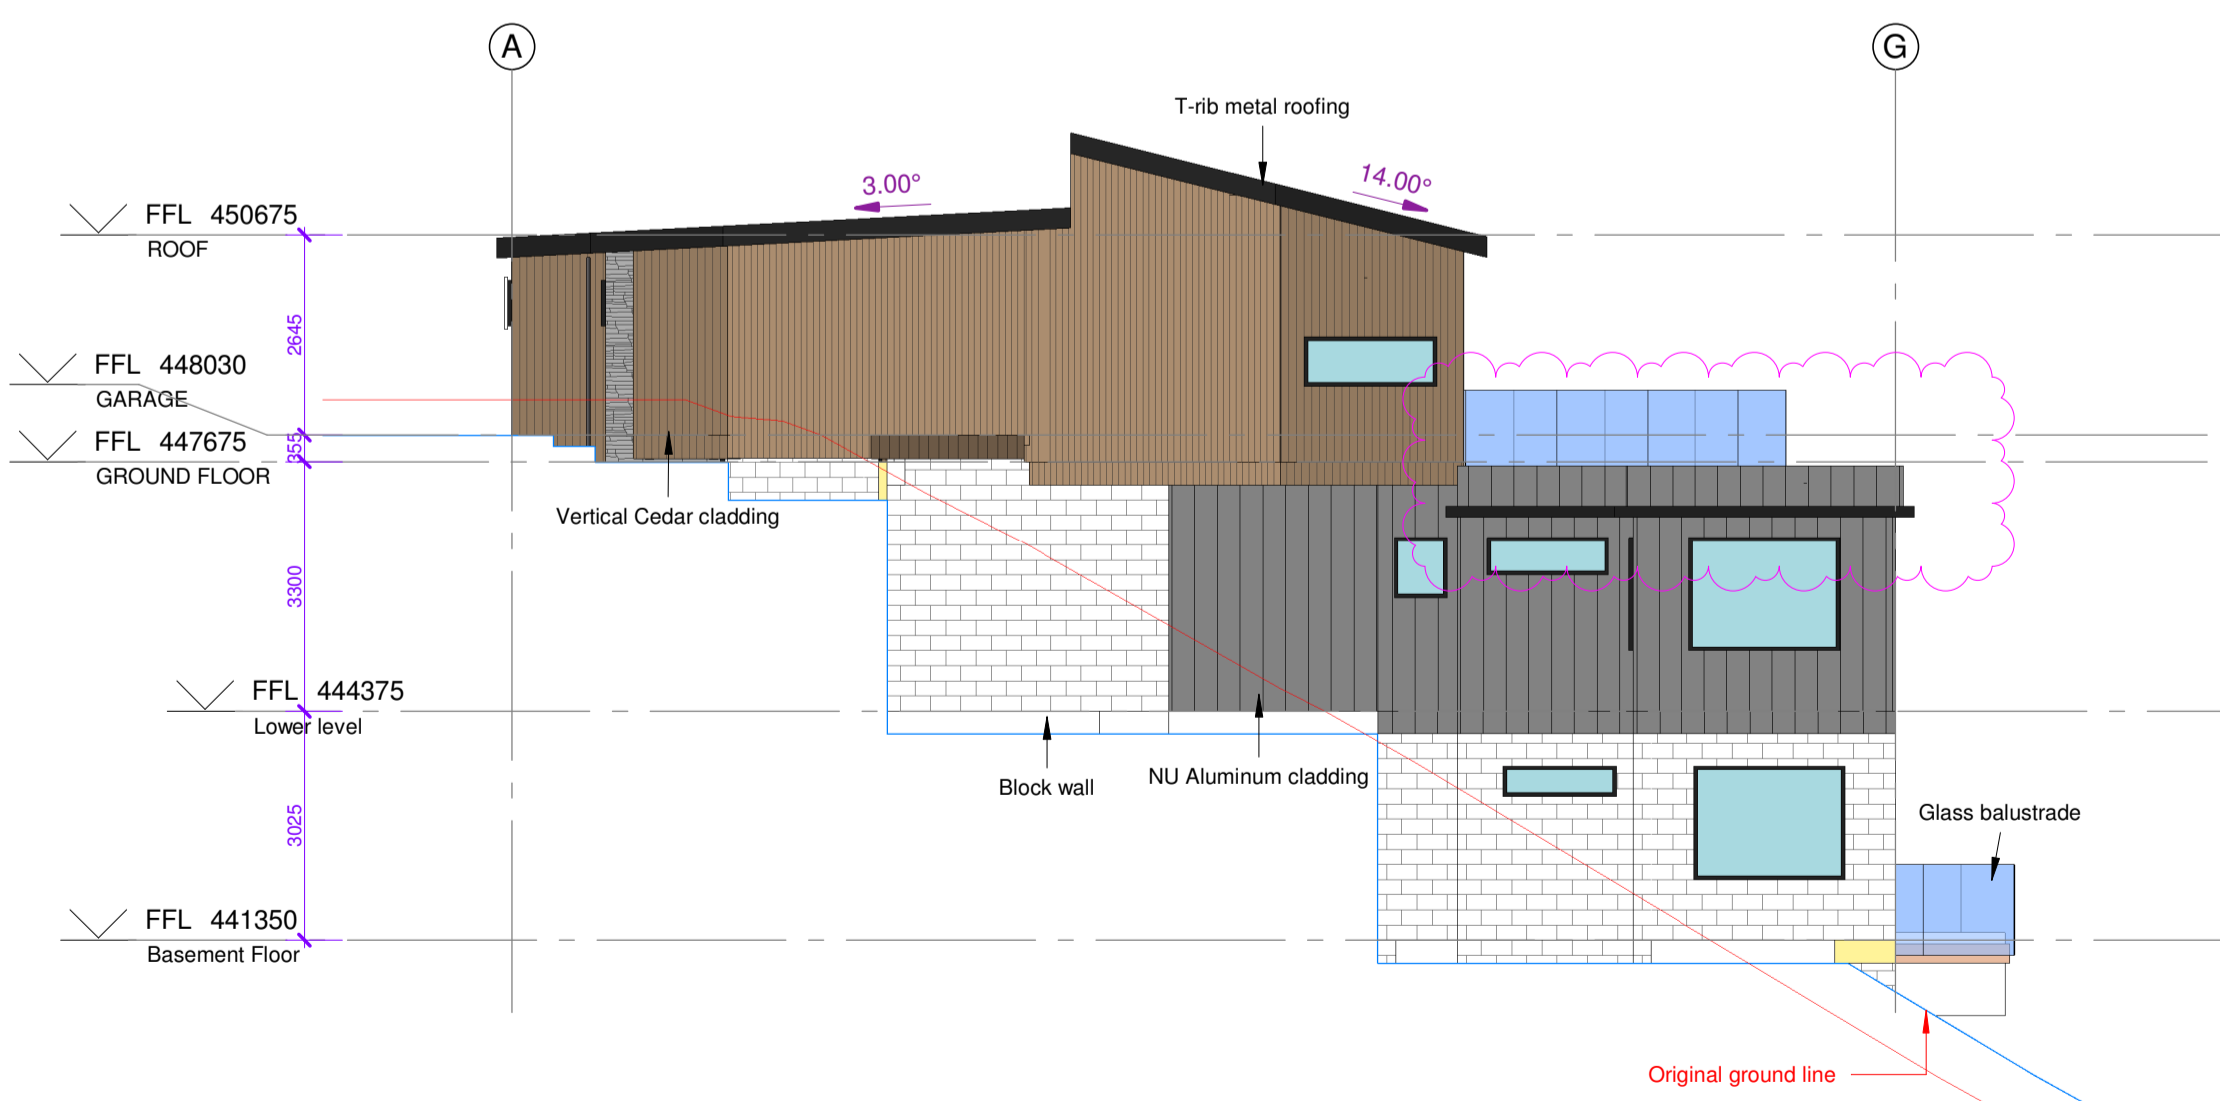 A
G
T-rib metal roofing
3.00°
14.00°
FFL 450675
ROOF
2645
FFL 448030
GARAGE
355
FFL 447675
GROUND FLOOR
Vertical Cedar cladding
3300
FFL 444375
Lower level
Block wall
NU Aluminum cladding
3025
Glass balustrade
FFL 441350
Basement Floor
Original ground line